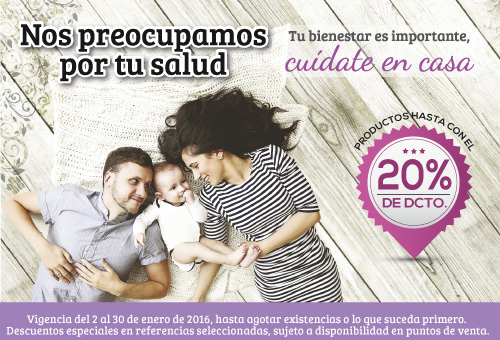 Nos preocupamos
por tu salud
Tu bienestar es importante,
cuídate en casa
PRODUCTOS HASTA CON EL
20%
DE DCTO.
Vigencia del 2 al 30 de enero de 2016, hasta agotar existencias o lo que suceda primero.
Descuentos especiales en referencias seleccionadas, sujeto a disponibilidad en puntos de venta.